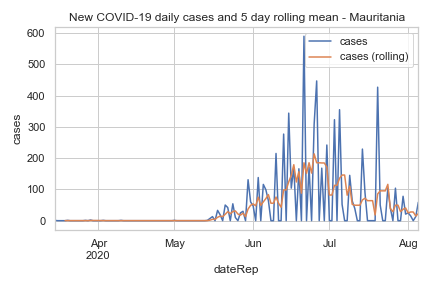 New COVID-19 daily cases and 5 day rolling mean - Mauritania
cases
cases (rolling)
600
500
400
300
200
100
0
cases
Apr
2020
May
Jun
Jul
Aug
dateRep